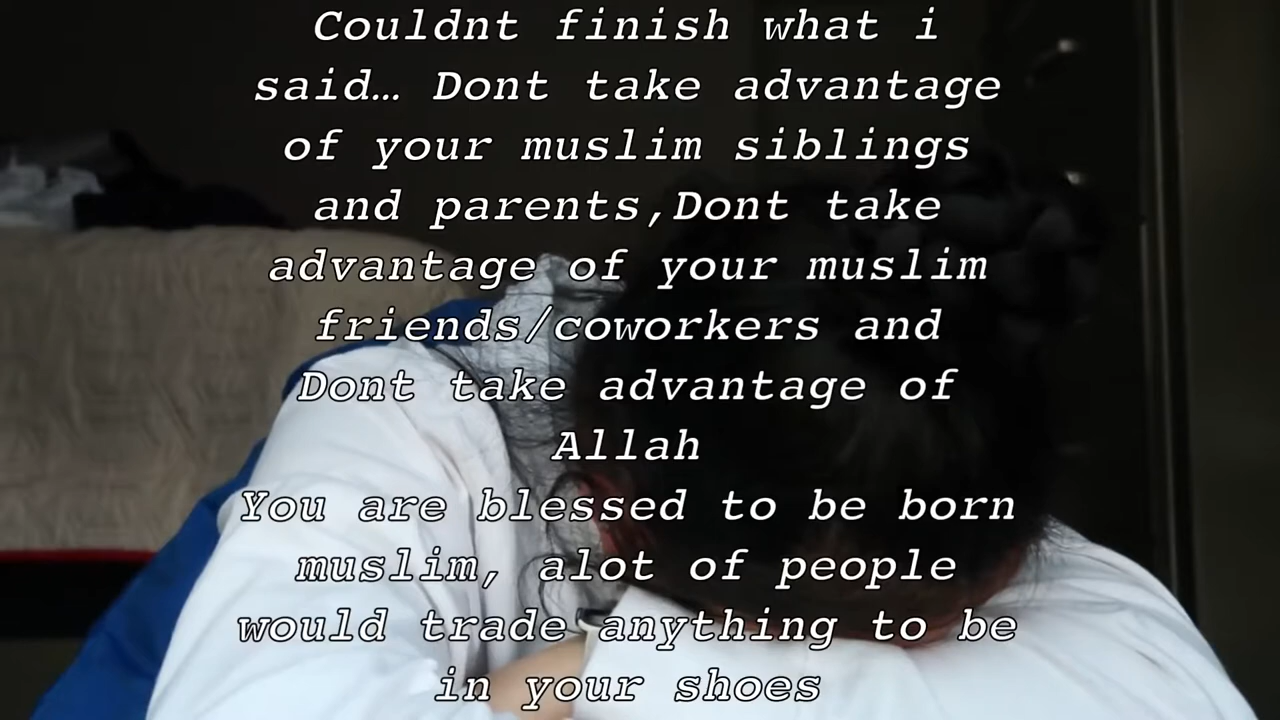 Couldnt finish what i
said… Dont take advantage
of your muslim siblings
and parents,Dont take
advantage of your muslim
friends/coworkers and
Dont take advantage of
Allah
You are blessed to be born
muslim, alot of people
would trade anything to be
in your shoes